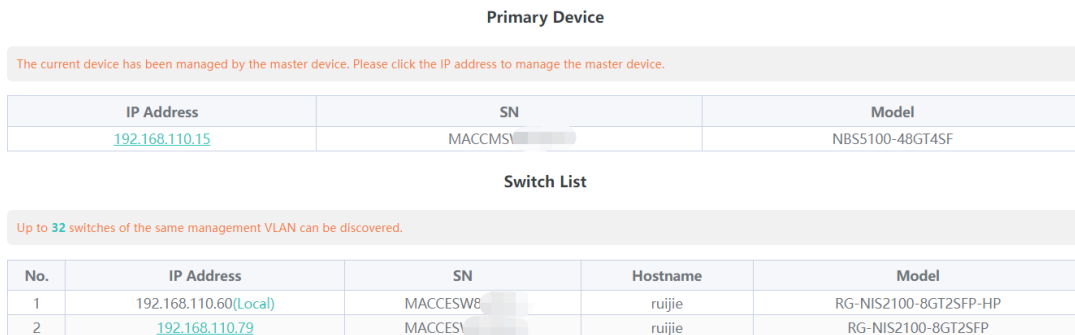 Primary Device
The current device has been managed by the master device. Please click the IP address to manage the master device.
IP Address SN Model
192.168.110.15 NBS5100-48GT4SF
Switch List
Up to 32 switches of the same management VLAN can be discovered.
No. IP Address SN Hostname Model
1 192.168.110.60(Local) ruijie RG-NIS2100-8GT2SFP-HP
2 192.168.110.79 ruijie RG-NIS2100-8GT2SFP